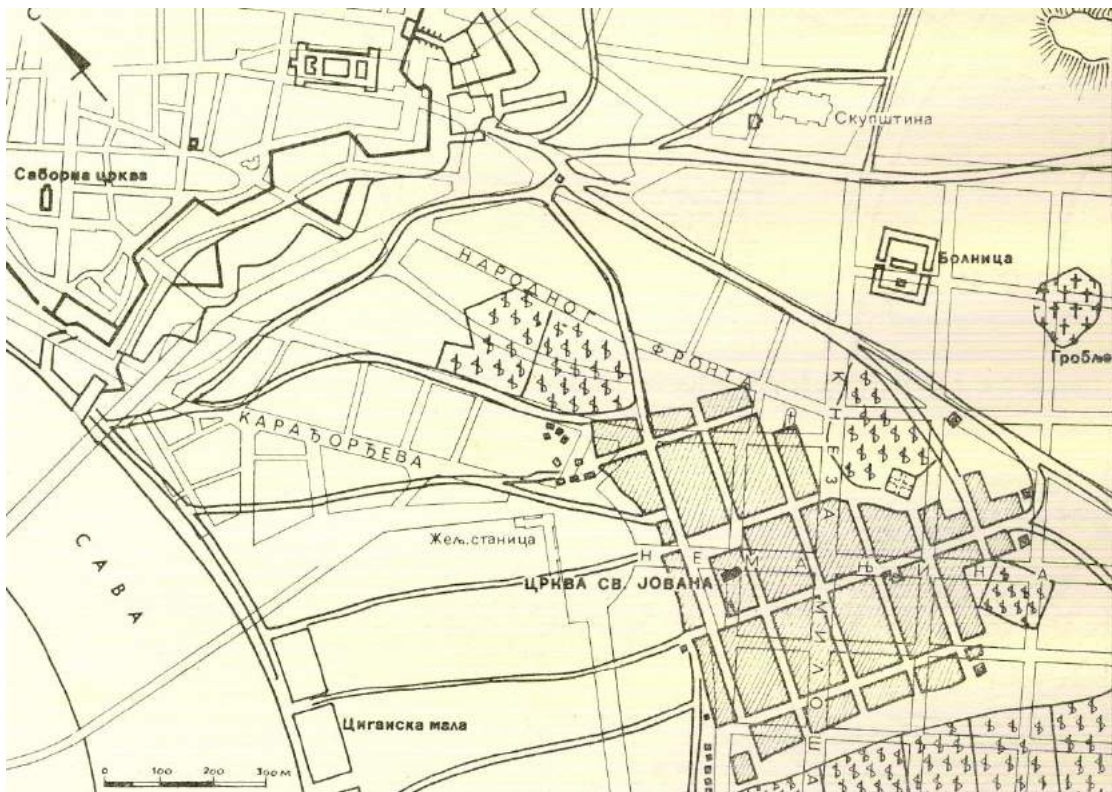 С
Скупштина
Саборна црква
Болница
Гробље
НАРОДНОГ ФРОНТА
КАРАЂОРЂЕВА
КНЕЗА МИЛОША
САВА
Жељ. станица
НЕМАЊИНА
ЦРКВА СВ. ЈОВАНА
Циганска мала
0 100 200 300м